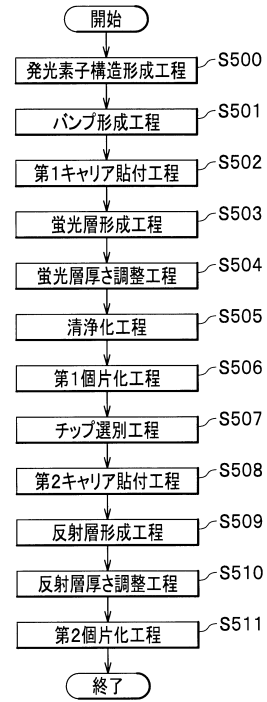 開始
発光素子構造形成工程 S500
バンプ形成工程 S501
第1キャリア貼付工程 S502
蛍光層形成工程 S503
蛍光層厚さ調整工程 S504
清浄化工程 S505
第1個片化工程 S506
チップ選別工程 S507
第2キャリア貼付工程 S508
反射層形成工程 S509
反射層厚さ調整工程 S510
第2個片化工程 S511
終了